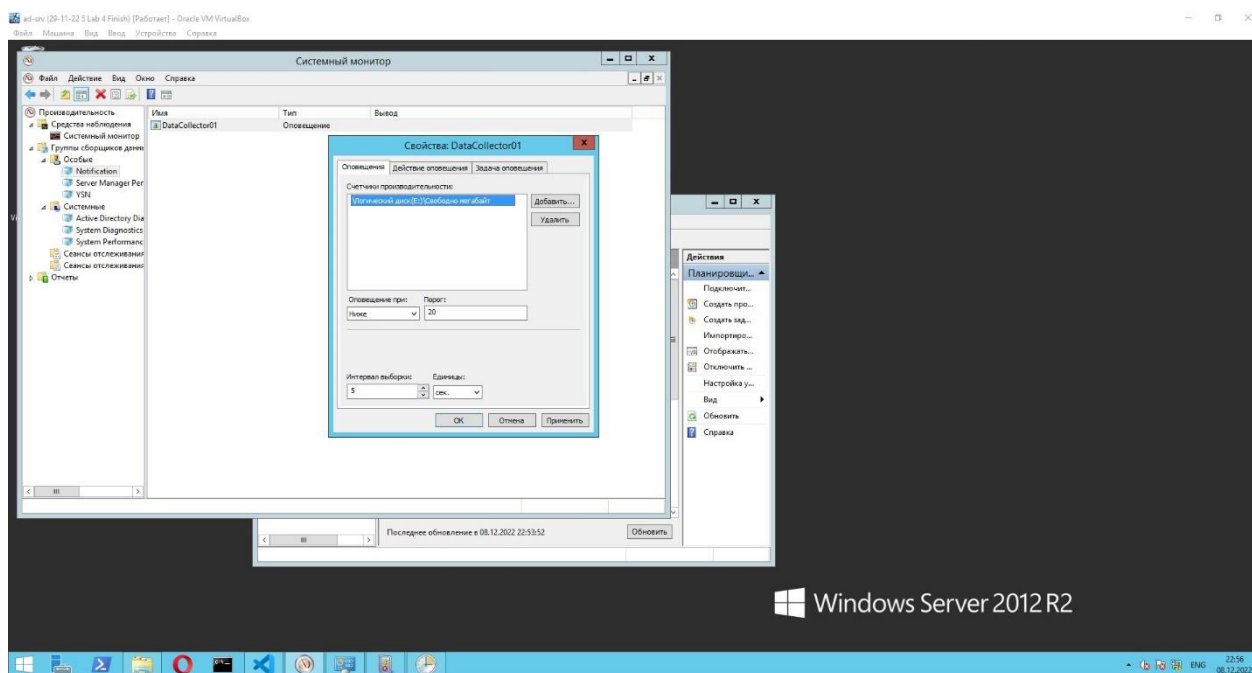 ad-srv (29-11-22 5 Lab 4 Finish) [Работает] - Oracle VM VirtualBox
Файл Машина Вид Ввод Устройства Справка
Системный монитор
Файл Действие Вид Окно Справка
Производительность
Средства наблюдения
Системный монитор
Группы сборщиков данн
Особые
Notification
Server Manager Per
YSN
Системные
Active Directory Dia
System Diagnostics
System Performanc
Сеансы отслеживания
Сеансы отслеживания
Отчеты
Имя Тип Вывод
DataCollector01 Оповещение
Свойства: DataCollector01
Оповещения Действие оповещения Задача оповещения
Счетчики производительности:
\Логический диск(E:)\Свободно мегабайт
Добавить...
Удалить
Оповещение при: Порог:
Ниже 20
Интервал выборки: Единицы:
5 сек.
OK Отмена Применить
Действия
Планировщи...
Подключит...
Создать про...
Создать зад...
Импортиро...
Отображать...
Отключить ...
Настройка у...
Вид
Обновить
Справка
Последнее обновление в 08.12.2022 22:53:52
Обновить
Windows Server 2012 R2
ENG
22:56
08.12.2022